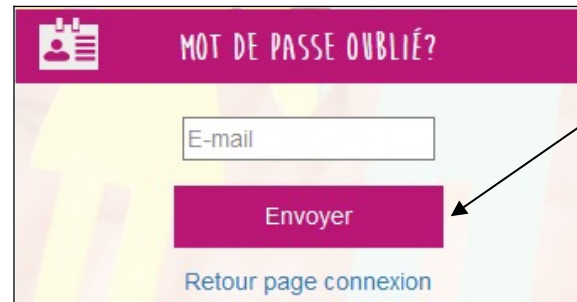 MOT DE PASSE OUBLIÉ?
E-mail
Envoyer
Retour page connexion